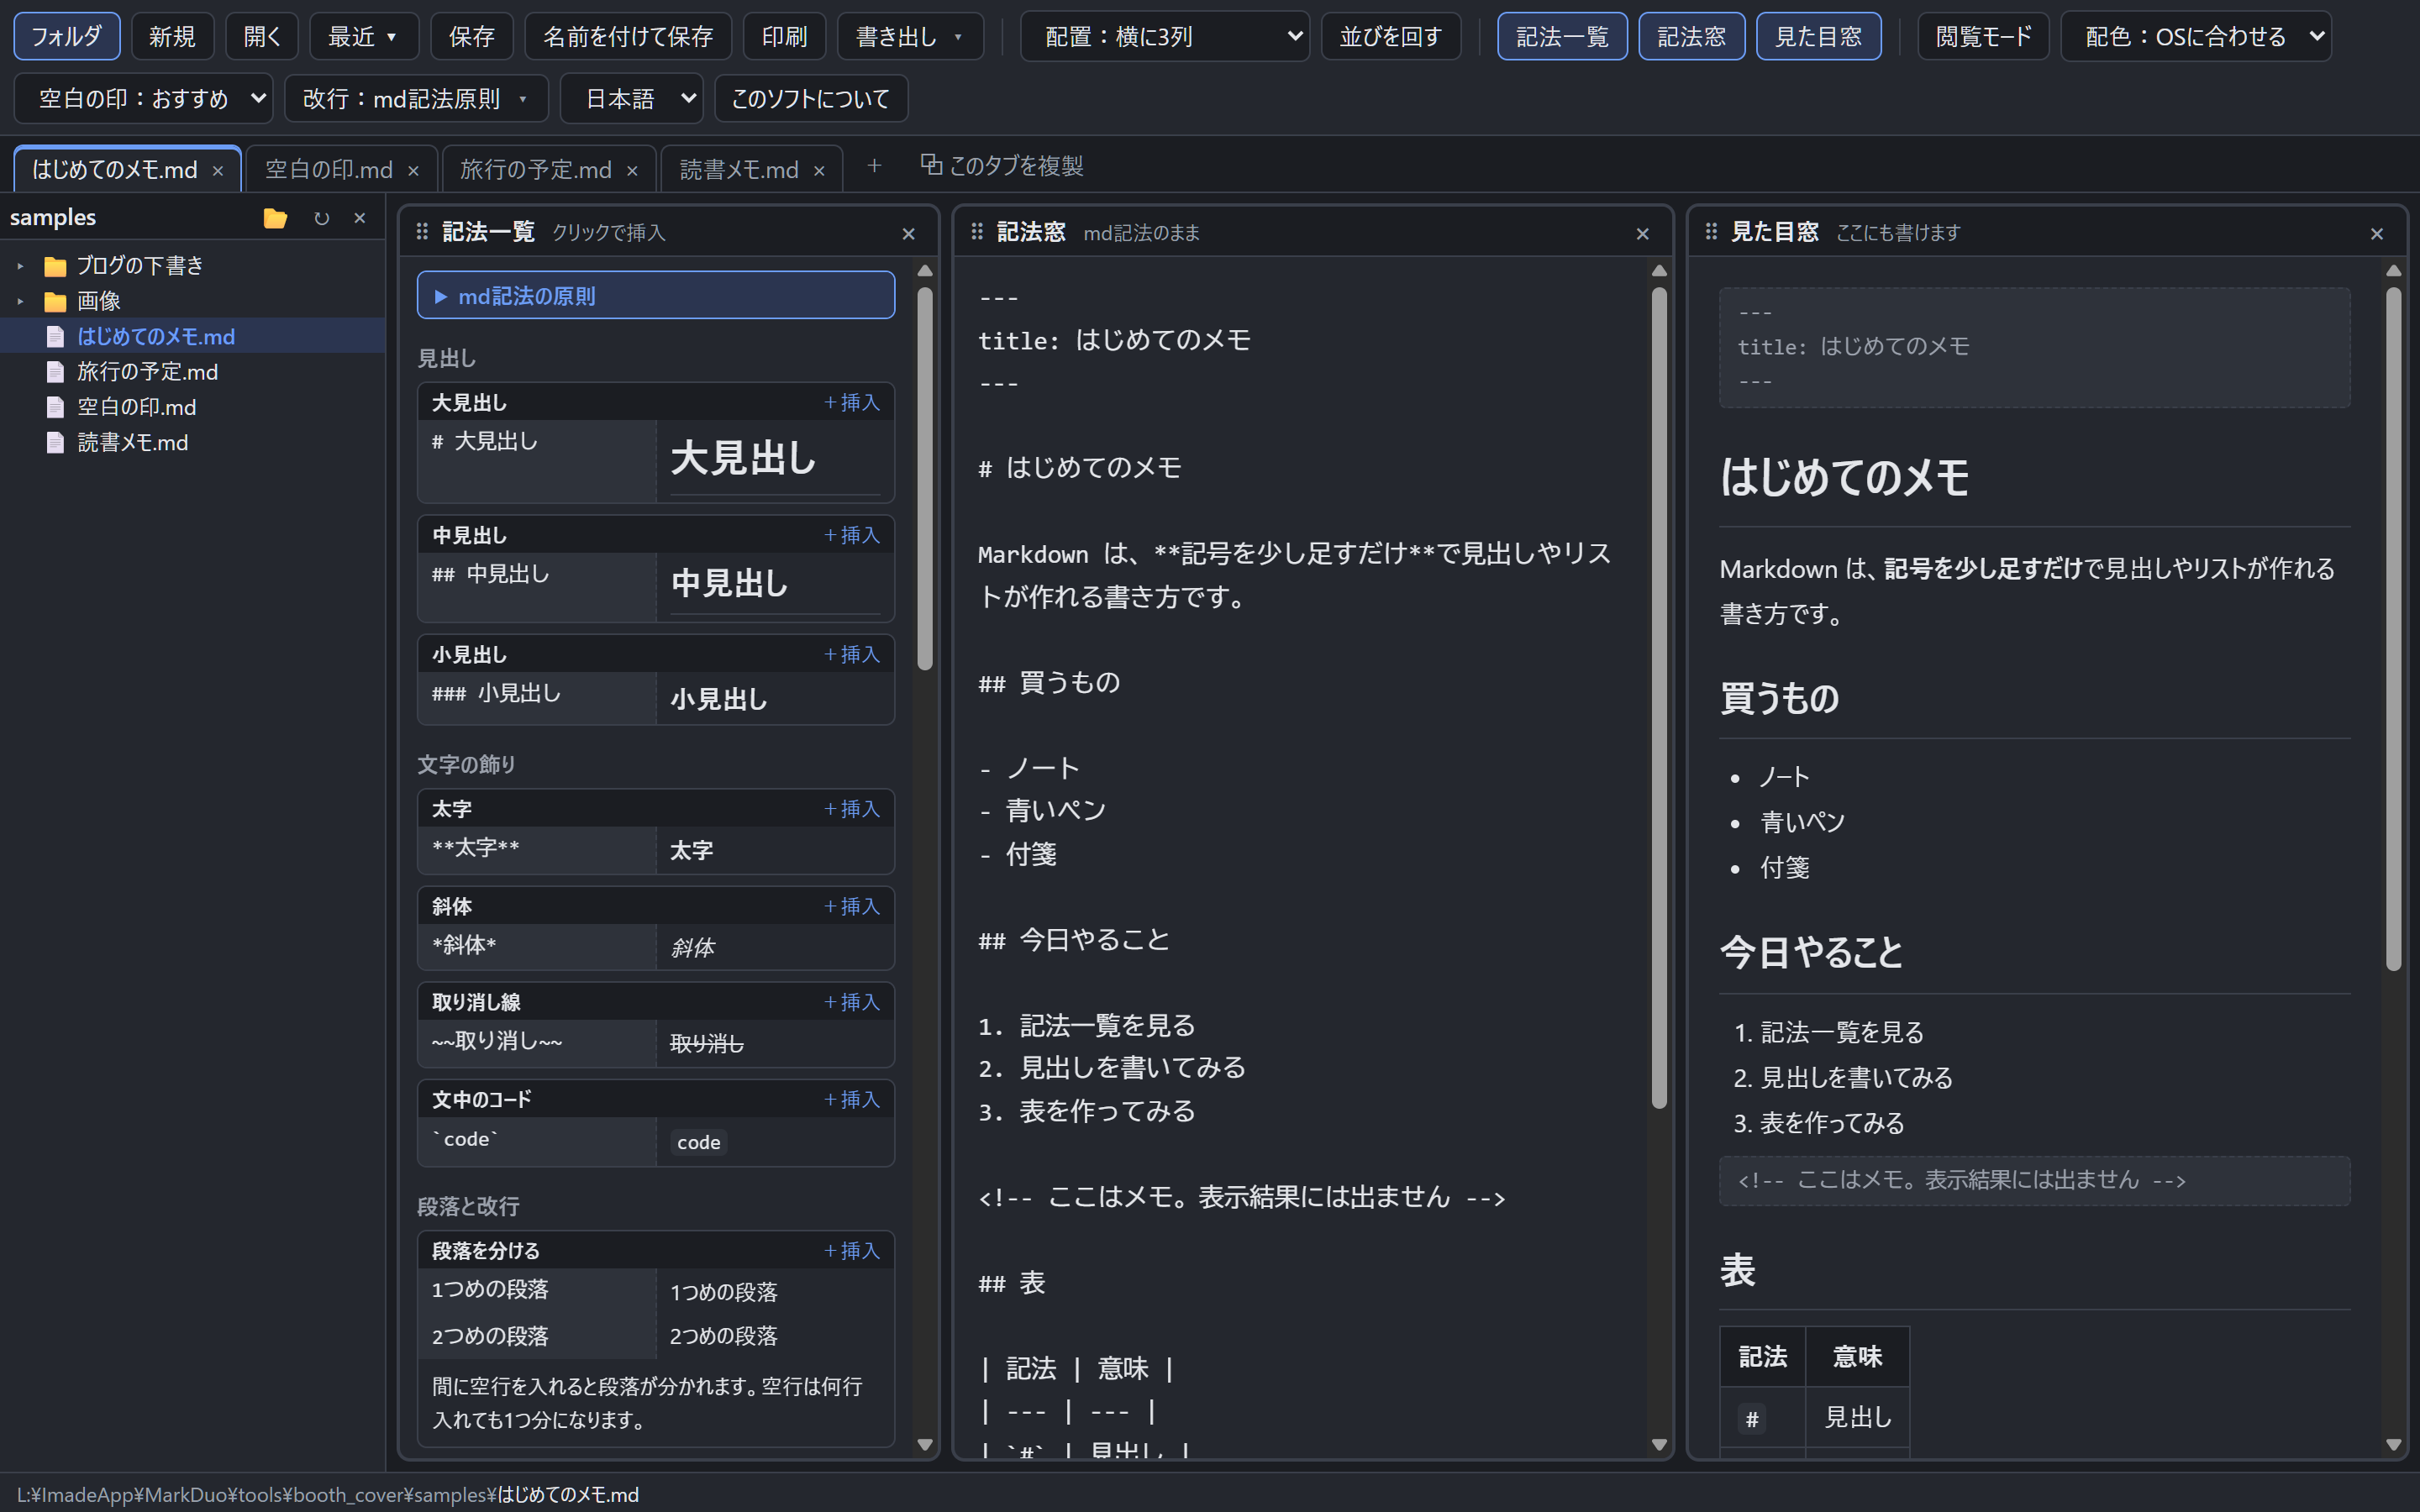 フォルダ 新規 開く 最近 ▼ 保存 名前を付けて保存 印刷 書き出し ▾ 配置：横に3列 並びを回す 記法一覧 記法窓 見た目窓 閲覧モード 配色：OSに合わせる
空白の印：おすすめ 改行：md記法原則 ▾ 日本語 このソフトについて
はじめてのメモ.md × 空白の印.md × 旅行の予定.md × 読書メモ.md × + このタブを複製
samples
ブログの下書き
画像
はじめてのメモ.md
旅行の予定.md
空白の印.md
読書メモ.md
記法一覧 クリックで挿入 ×
▶ md記法の原則
見出し
大見出し +挿入
# 大見出し 大見出し
中見出し +挿入
## 中見出し 中見出し
小見出し +挿入
### 小見出し 小見出し
文字の飾り
太字 +挿入
**太字** 太字
斜体 +挿入
*斜体* 斜体
取り消し線 +挿入
~~取り消し~~ 取り消し
文中のコード +挿入
`code` code
段落と改行
段落を分ける +挿入
1つめの段落 1つめの段落
2つめの段落 2つめの段落
間に空行を入れると段落が分かれます。空行は何行
入れても1つ分になります。
記法窓 md記法のまま ×
---
title: はじめてのメモ
---
# はじめてのメモ
Markdown は、**記号を少し足すだけ**で見出しやリス
トが作れる書き方です。
## 買うもの
- ノート
- 青いペン
- 付箋
## 今日やること
1. 記法一覧を見る
2. 見出しを書いてみる
3. 表を作ってみる
<!-- ここはメモ。表示結果には出ません -->
## 表
| 記法 | 意味 |
| --- | --- |
| `#` | 見出し |
見た目窓 ここにも書けます ×
---
title: はじめてのメモ
---
はじめてのメモ
Markdown は、記号を少し足すだけで見出しやリストが作れる
書き方です。
買うもの
• ノート
• 青いペン
• 付箋
今日やること
1. 記法一覧を見る
2. 見出しを書いてみる
3. 表を作ってみる
<!-- ここはメモ。表示結果には出ません -->
表
記法 意味
# 見出し
L:¥ImadeApp¥MarkDuo¥tools¥booth_cover¥samples¥はじめてのメモ.md